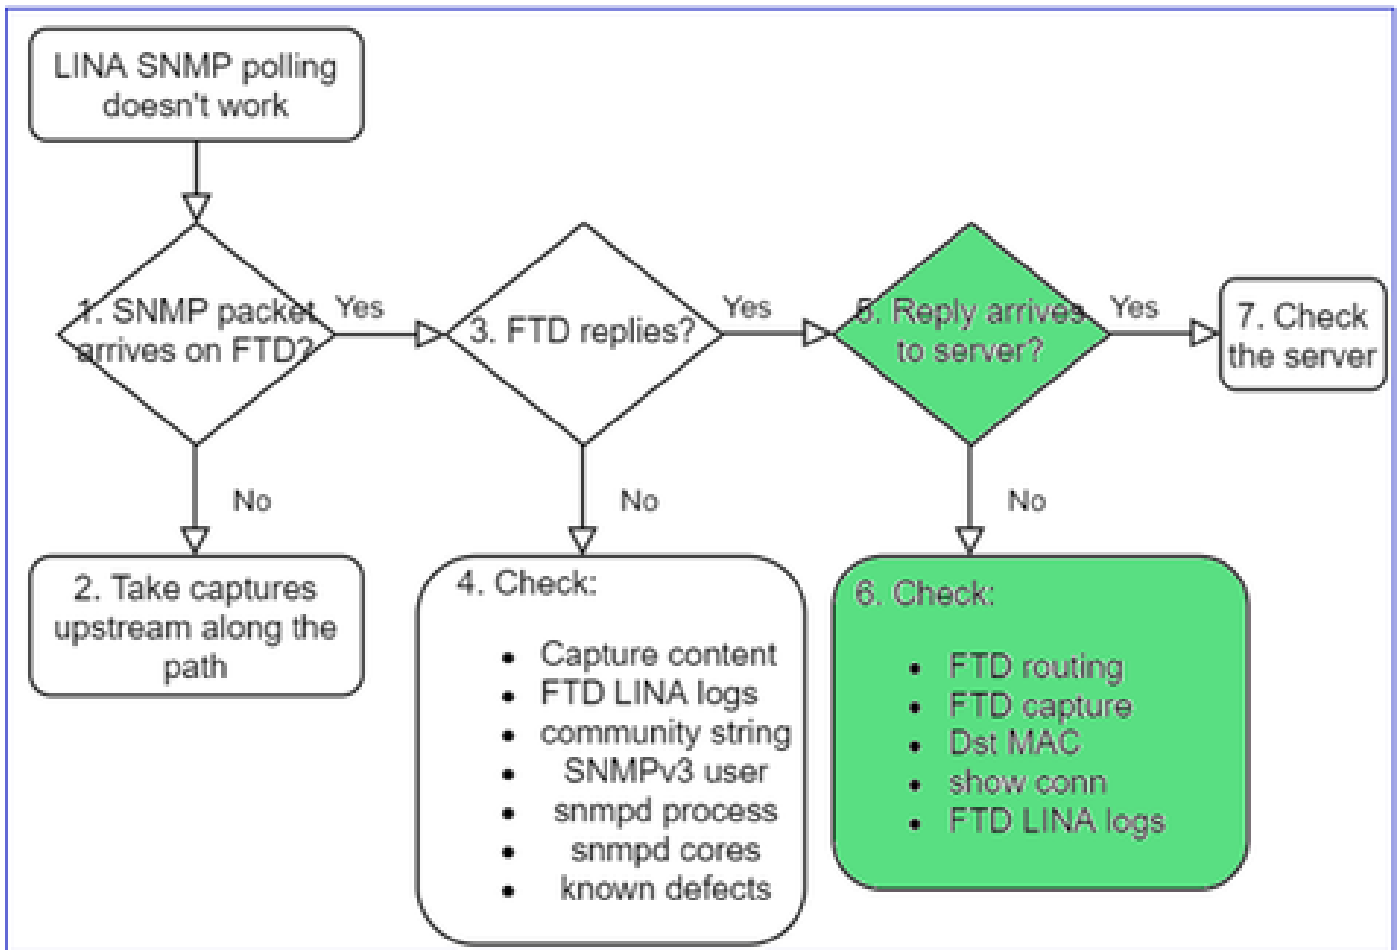 LINA SNMP polling
doesn't work
1. SNMP packet
arrives on FTD?
Yes
3. FTD replies?
Yes
5. Reply arrives
to server?
Yes
7. Check
the server
No
No
No
2. Take captures
upstream along the
path
4. Check:
• Capture content
• FTD LINA logs
• community string
• SNMPv3 user
• snmpd process
• snmpd cores
• known defects
6. Check:
• FTD routing
• FTD capture
• Dst MAC
• show conn
• FTD LINA logs